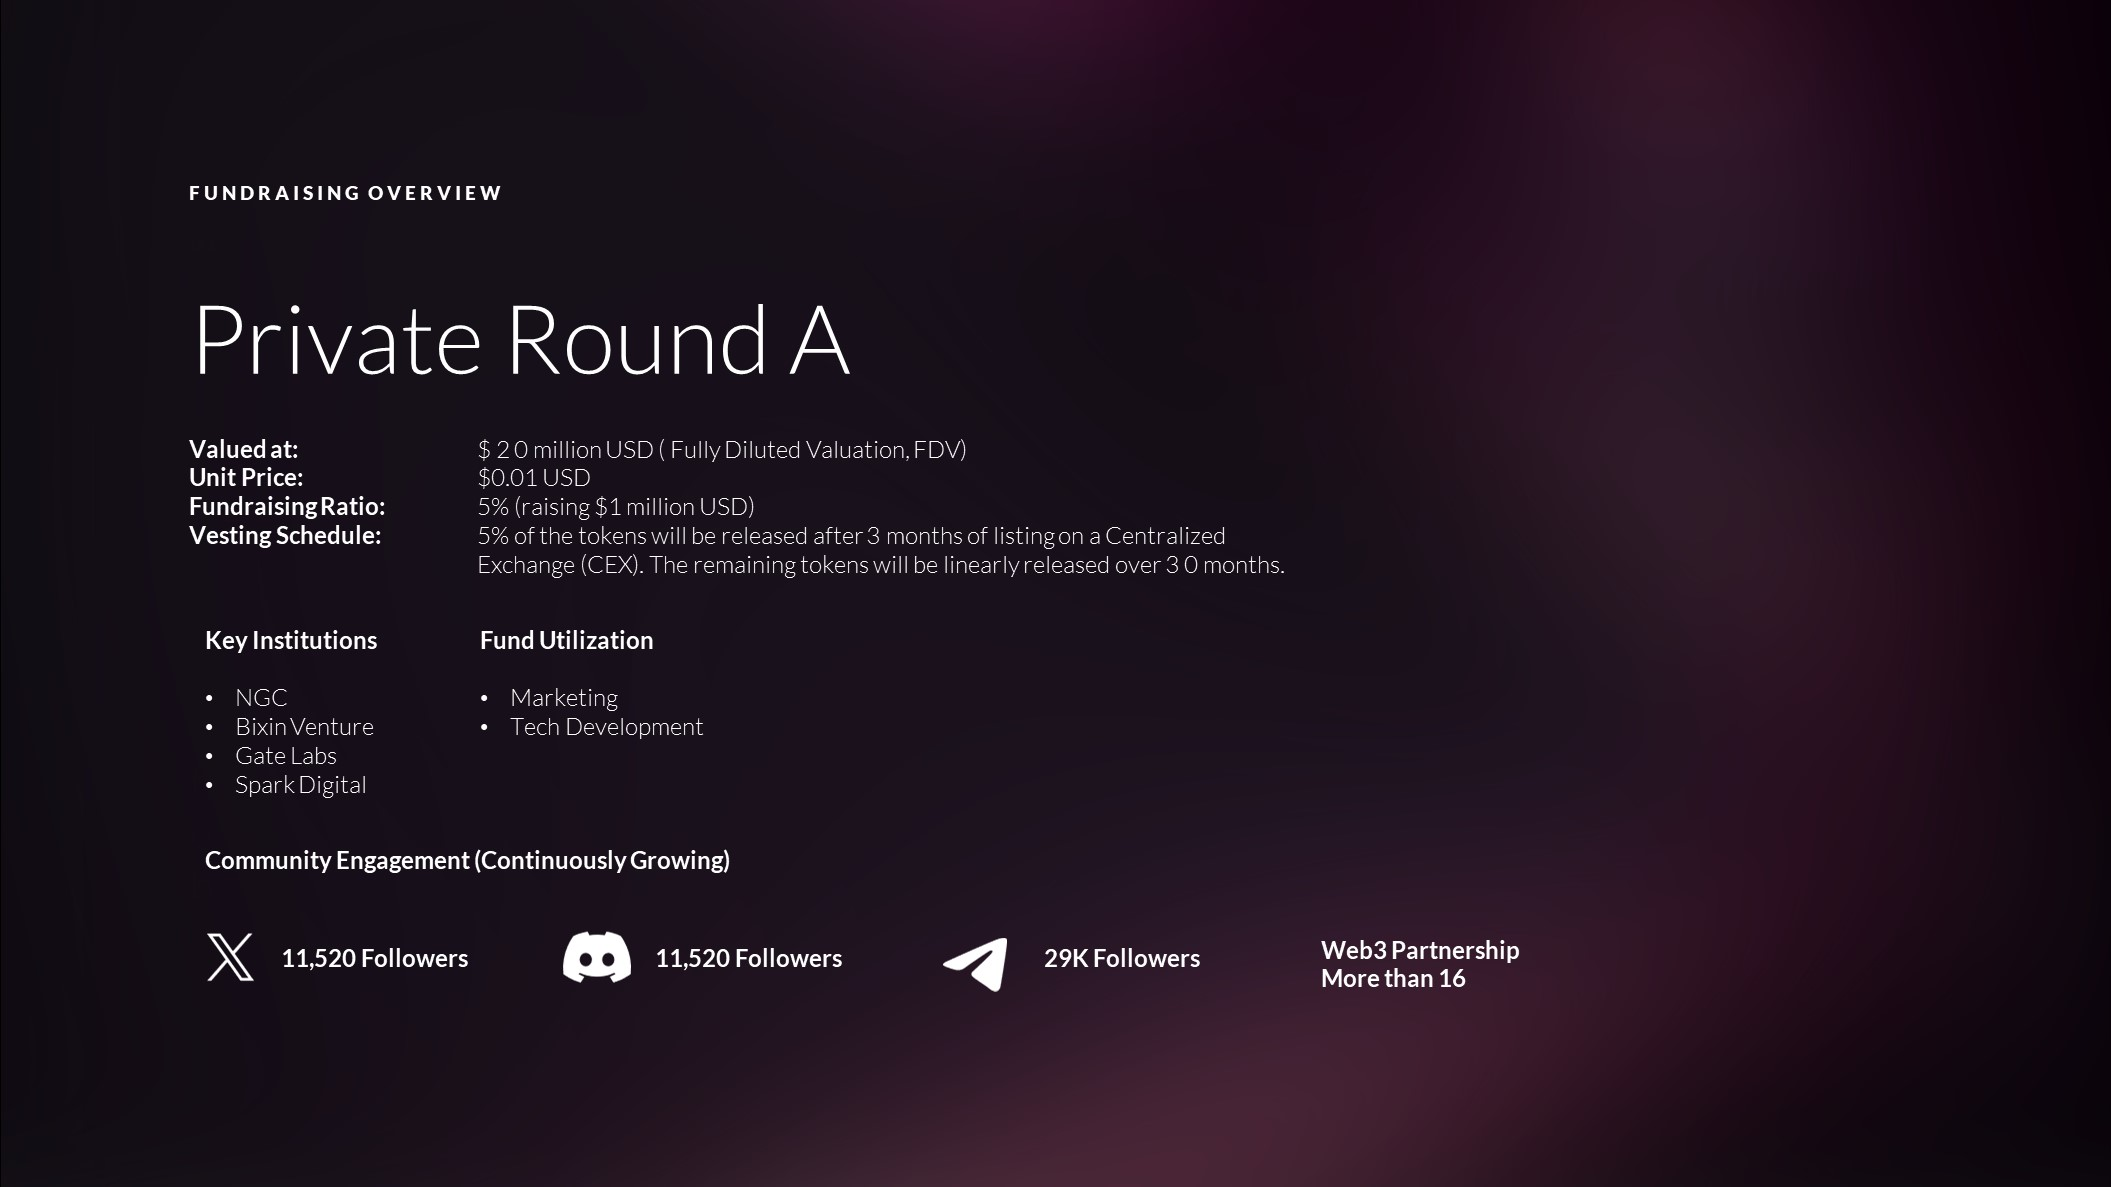 FUNDRAISING OVERVIEW
Private Round A
Valued at: $ 2 0 million USD ( Fully Diluted Valuation, FDV)
Unit Price: $0.01 USD
Fundraising Ratio: 5% (raising $1 million USD)
Vesting Schedule: 5% of the tokens will be released after 3 months of listing on a Centralized
Exchange (CEX). The remaining tokens will be linearly released over 3 0 months.
Key Institutions
• NGC
• Bixin Venture
• Gate Labs
• Spark Digital
Fund Utilization
• Marketing
• Tech Development
Community Engagement (Continuously Growing)
11,520 Followers
11,520 Followers
29K Followers
Web3 Partnership
More than 16